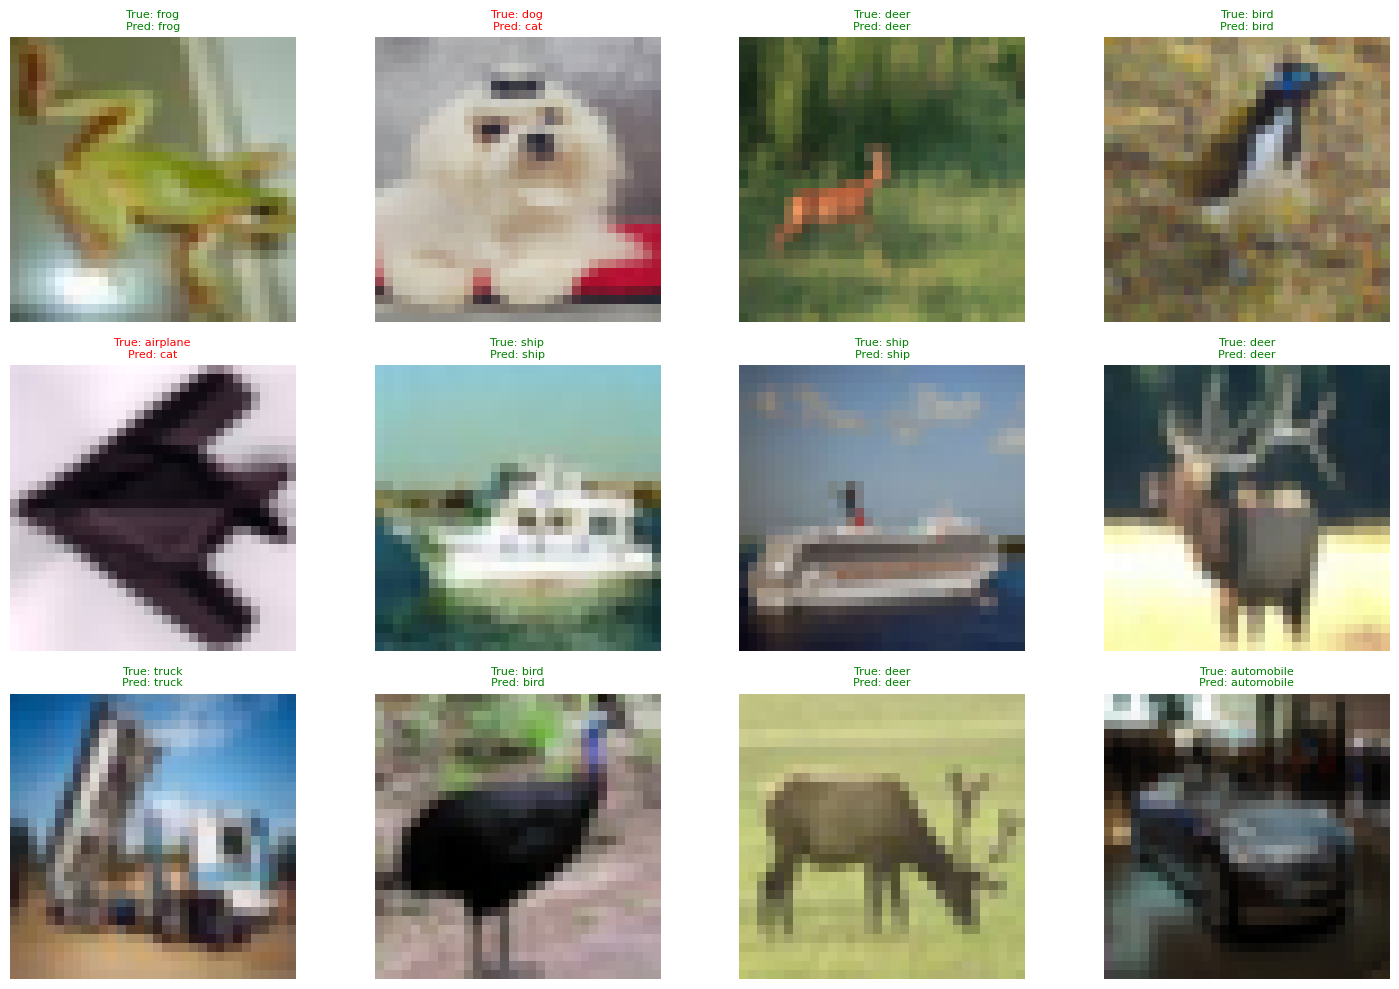 True: frog
Pred: frog
True: dog
Pred: cat
True: deer
Pred: deer
True: bird
Pred: bird
True: airplane
Pred: cat
True: ship
Pred: ship
True: ship
Pred: ship
True: deer
Pred: deer
True: truck
Pred: truck
True: bird
Pred: bird
True: deer
Pred: deer
True: automobile
Pred: automobile